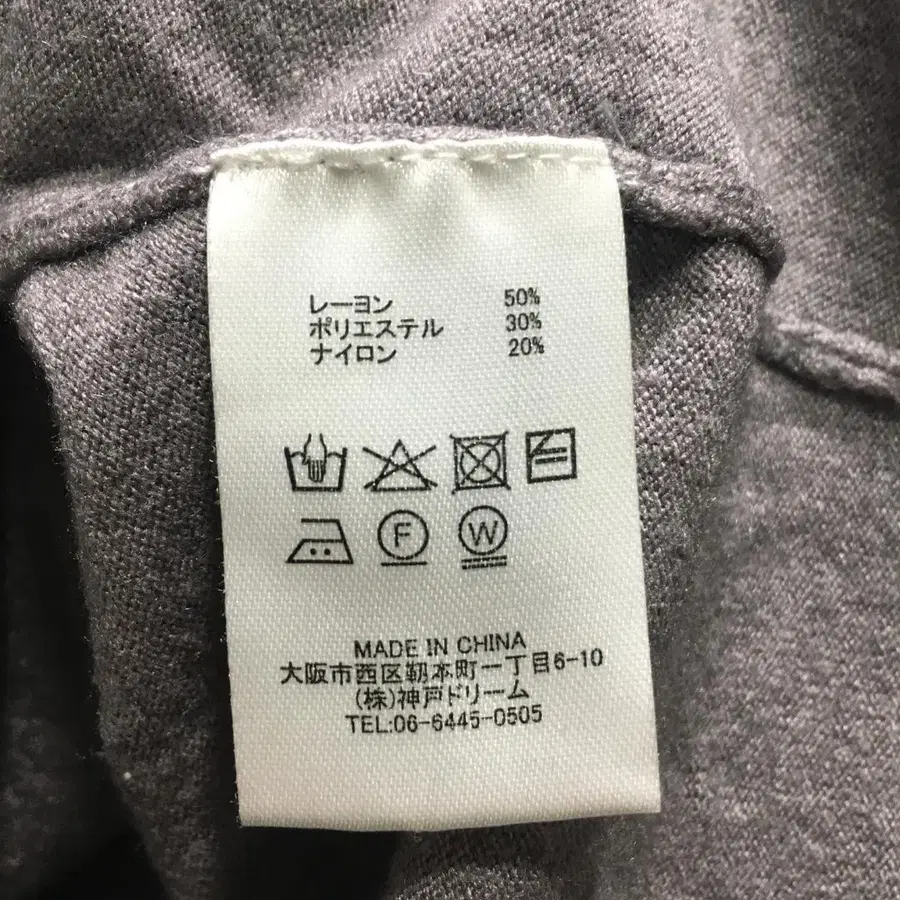 レーヨン 50%
ポリエステル 30%
ナイロン 20%
F W
MADE IN CHINA
大阪市西区靭本町一丁目6-10
(株)神戸ドリーム
TEL:06-6445-0505